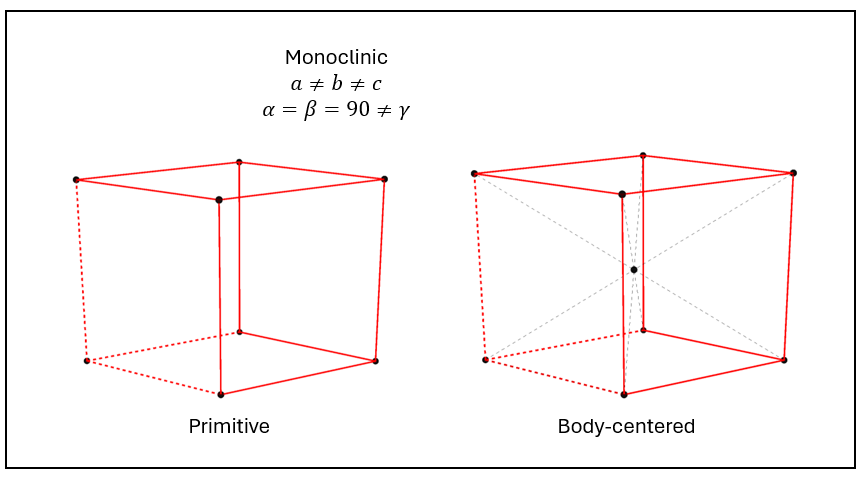 Monoclinic
a ≠ b ≠ c
α = β = 90 ≠ γ
Primitive
Body-centered